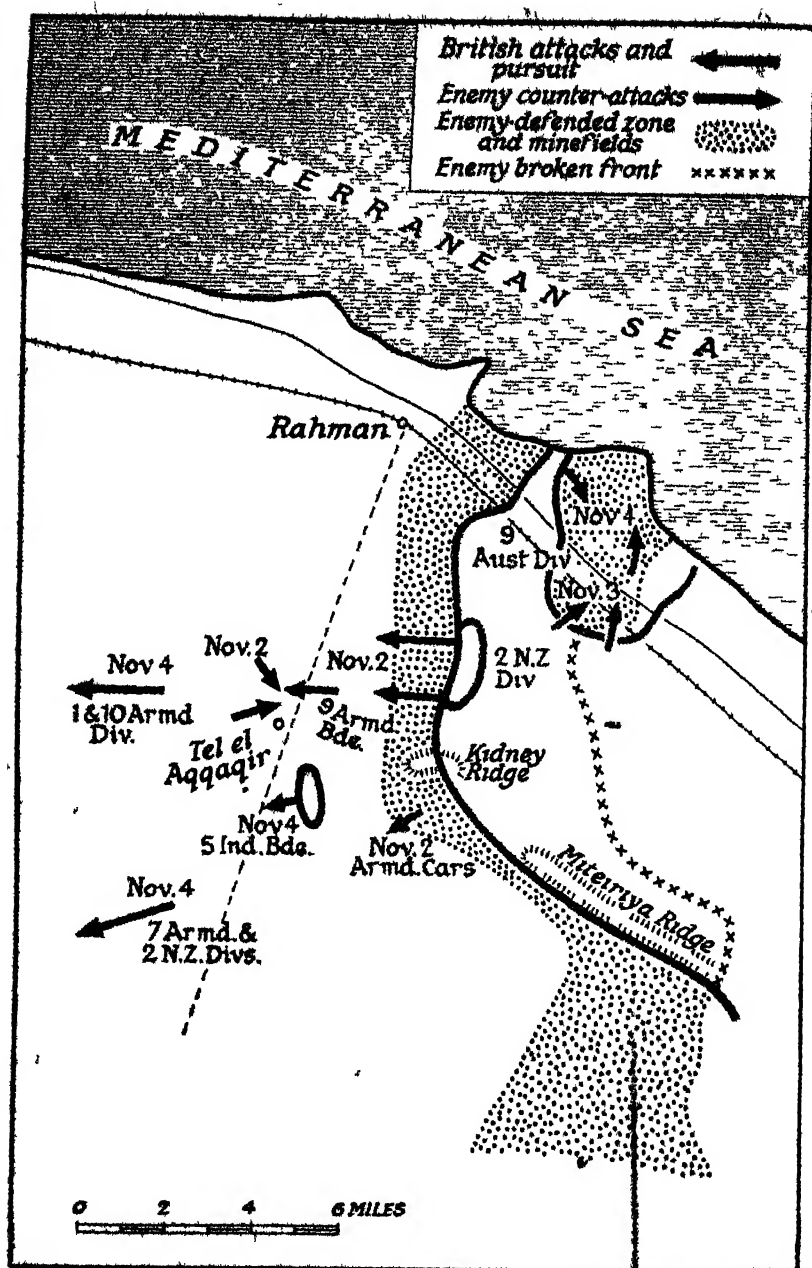 British attacks and
pursuit
Enemy counter-attacks
Enemy-defended zone
and minefields
Enemy broken front
MEDITERRANEAN SEA
Rahman
Nov 4
9
Aust Div.
Nov. 3
Nov 4
Nov. 2
Nov. 2
2 N.Z
Div
1 & 10 Armd
Div.
9 Armd
Bde.
Tel el
Aqqaqir
Kidney
Ridge
Nov 4
5 Ind. Bde.
Nov. 2
Armd. Cars
Miteiriya Ridge
Nov. 4
7 Armd. &
2 N.Z. Divs.
0 2 4 6 MILES